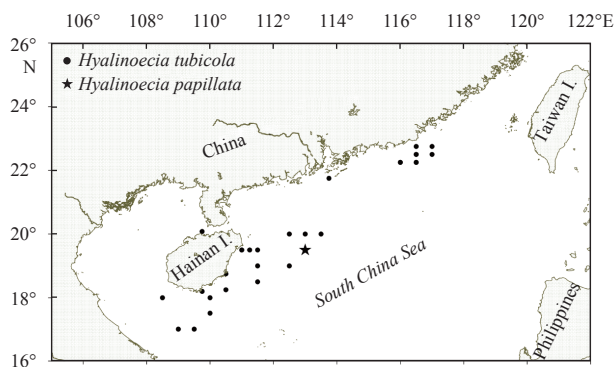 105° 106° 108° 110° 112° 114° 116° 118° 120° 122°E
26°
N
24°
22°
20°
18°
16°
Hyalinoecia tubicola
Hyalinoecia papillata
China
Taiwan I.
Hainan I.
South China Sea
Philippines